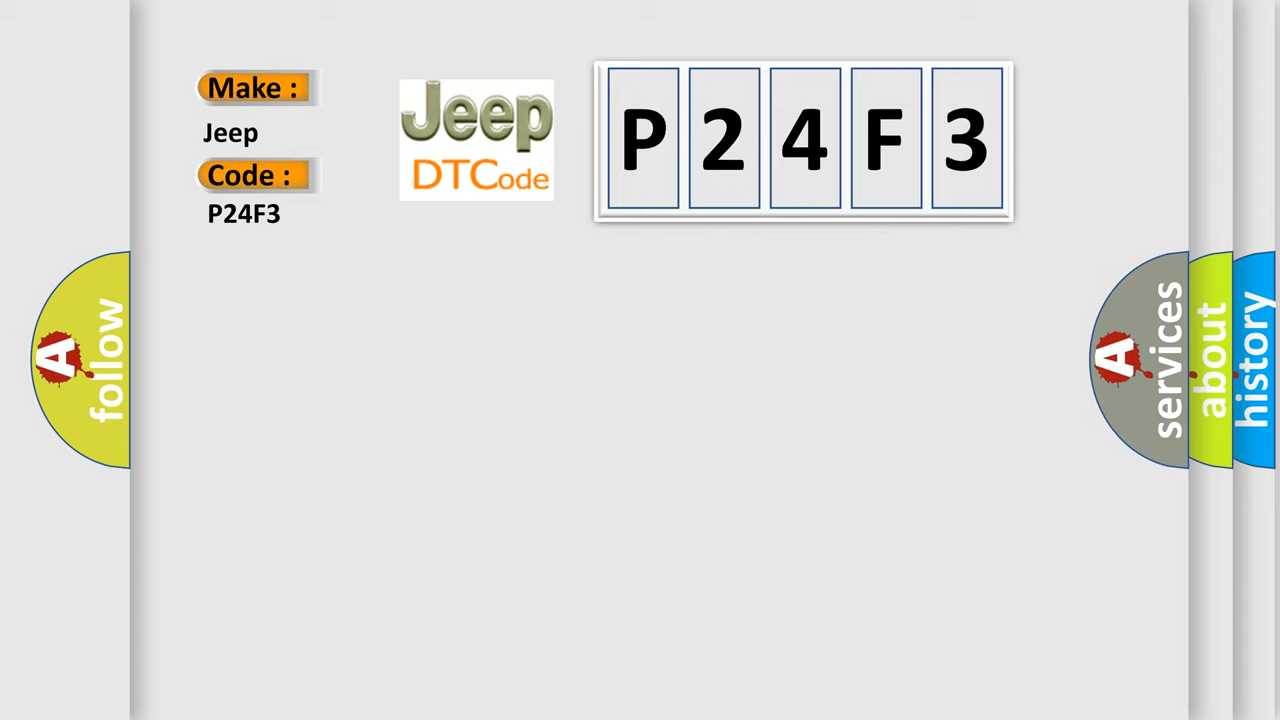 Make :
Jeep
Code :
P24F3
Jeep
DTCode
P 2 4 F 3
A
follow
A
services
about
history